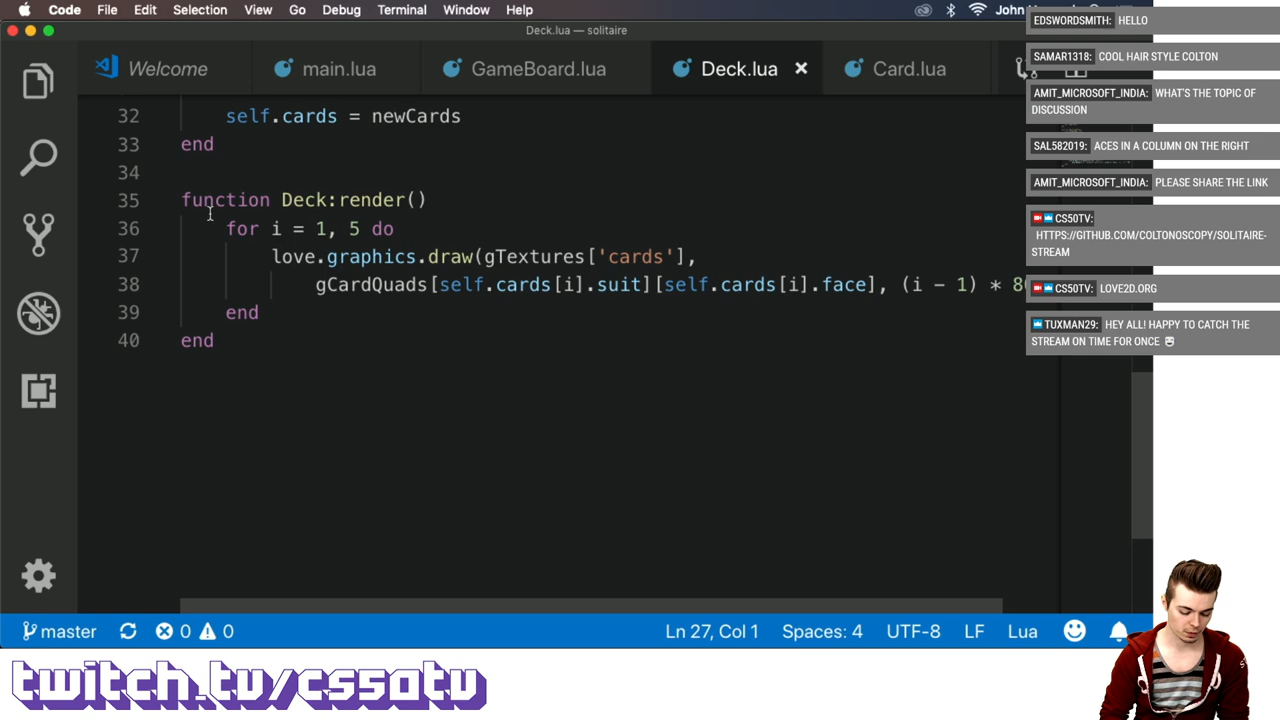 Code File Edit Selection View Go Debug Terminal Window Help John
Deck.lua — solitaire
Welcome main.lua GameBoard.lua Deck.lua × Card.lua
32 self.cards = newCards
33 end
34
35 function Deck:render()
36 for i = 1, 5 do
37 love.graphics.draw(gTextures['cards'],
38 gCardQuads[self.cards[i].suit][self.cards[i].face], (i - 1) *
39 end
40 end
EDSWORDSMITH: HELLO
SAMAR1318: COOL HAIR STYLE COLTON
AMIT_MICROSOFT_INDIA: WHAT'S THE TOPIC OF
DISCUSSION
SAL582019: ACES IN A COLUMN ON THE RIGHT
AMIT_MICROSOFT_INDIA: PLEASE SHARE THE LINK
CS50TV:
HTTPS://GITHUB.COM/COLTONOSCOPY/SOLITAIRE-
STREAM
CS50TV: LOVE2D.ORG
TUXMAN29: HEY ALL! HAPPY TO CATCH THE
STREAM ON TIME FOR ONCE
master 0 0 Ln 27, Col 1 Spaces: 4 UTF-8 LF Lua
twitch.tv/cs50tv